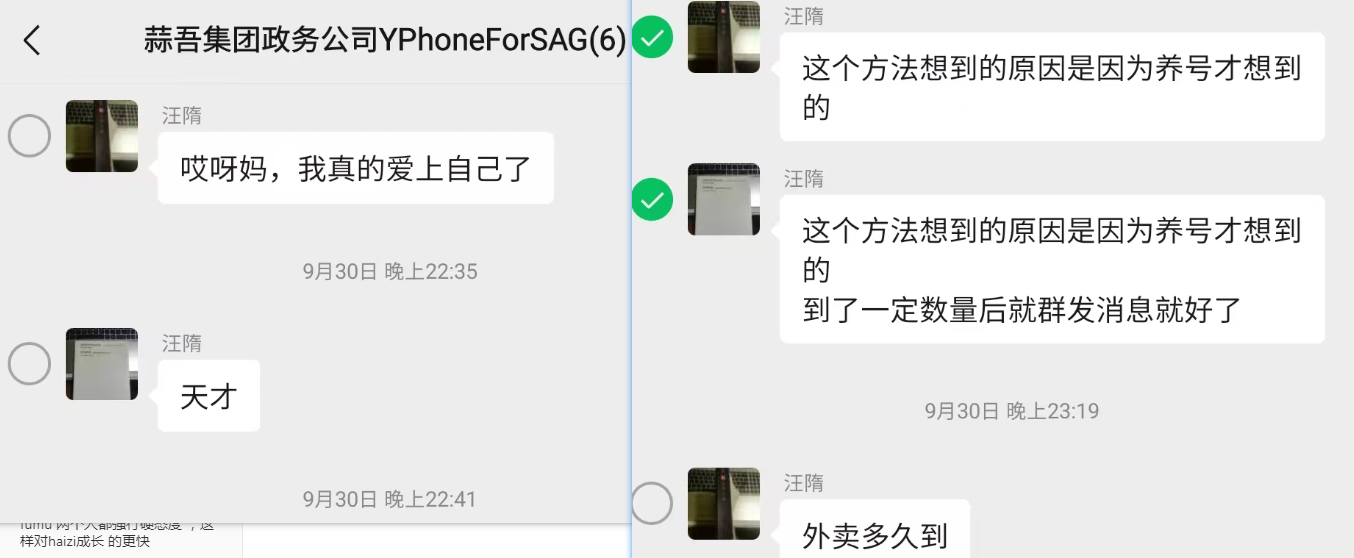 蒜吾集团政务公司YPhoneForSAG(6)
汪隋
哎呀妈，我真的爱上自己了
9月30日 晚上22:35
汪隋
天才
9月30日 晚上22:41
fumu 两个人都强行硬态度 ，这
样对haizi成长 的更快
汪隋
这个方法想到的原因是因为养号才想到
的
汪隋
这个方法想到的原因是因为养号才想到
的
到了一定数量后就群发消息就好了
9月30日 晚上23:19
汪隋
外卖多久到